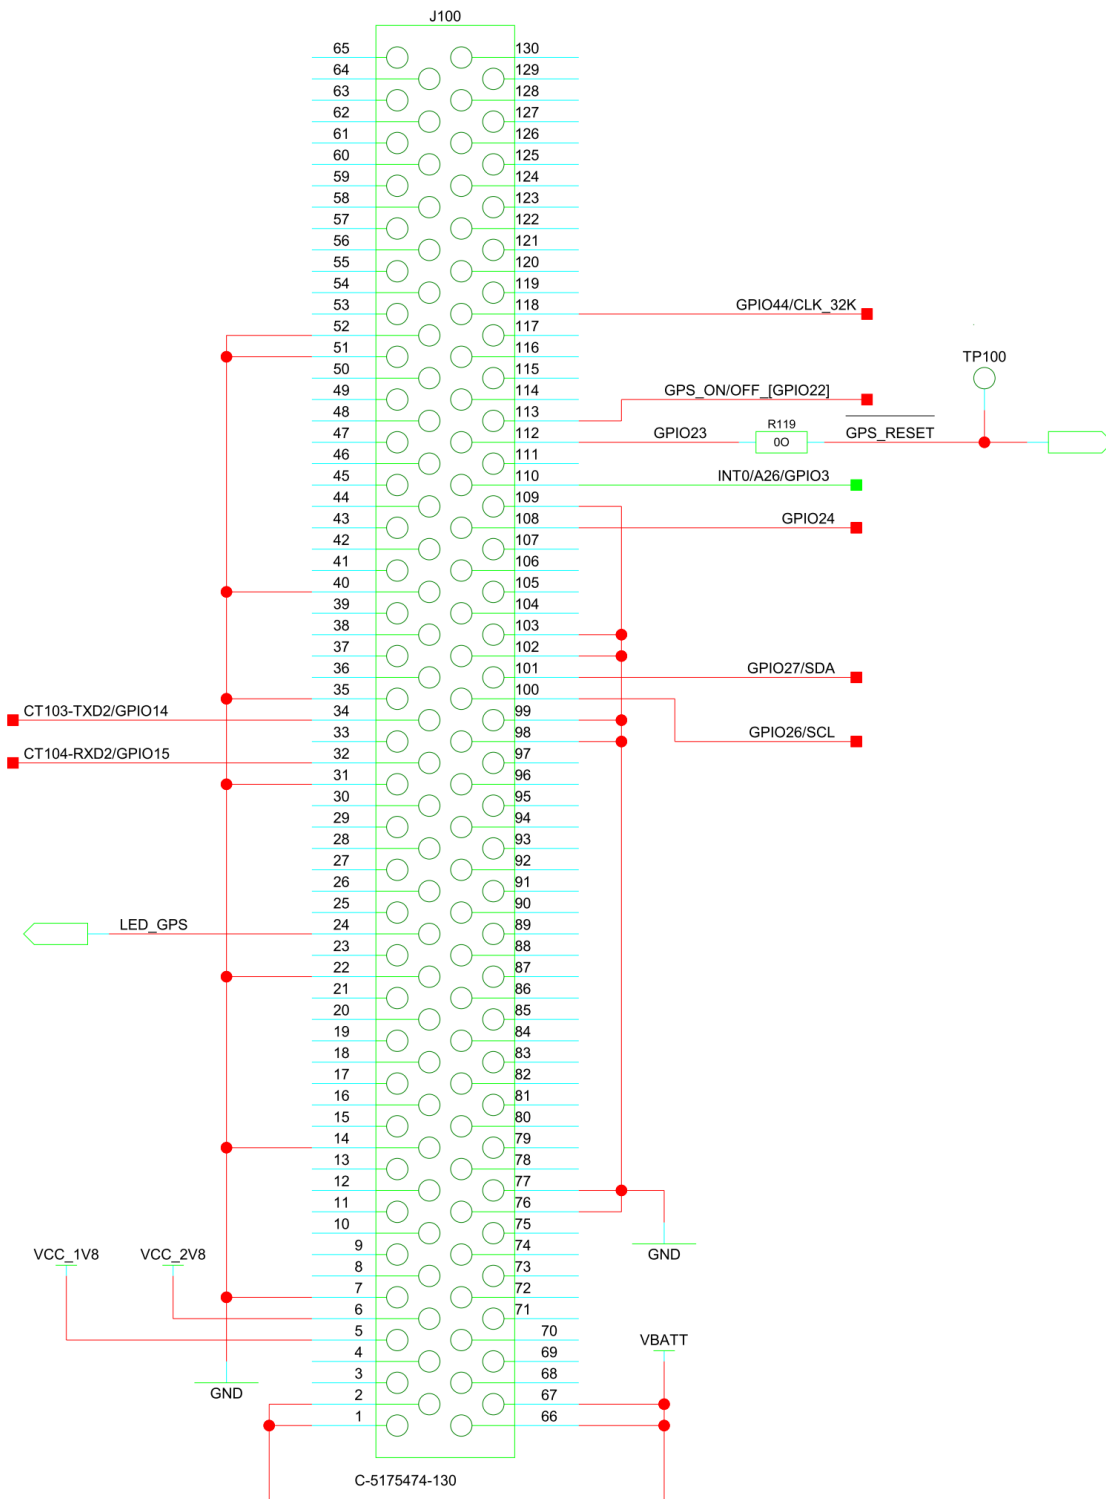 J100
65 130
64 129
63 128
62 127
61 126
60 125
59 124
58 123
57 122
56 121
55 120
54 119
53 118 GPIO44/CLK_32K
52 117
51 116 TP100
50 115
49 114 GPS_ON/OFF_[GPIO22]
48 113 R119
47 112 GPIO23 0O GPS_RESET
46 111
45 110 INT0/A26/GPIO3
44 109
43 108 GPIO24
42 107
41 106
40 105
39 104
38 103
37 102
36 101 GPIO27/SDA
35 100
CT103-TXD2/GPIO14 34 99
33 98 GPIO26/SCL
CT104-RXD2/GPIO15 32 97
31 96
30 95
29 94
28 93
27 92
26 91
25 90
LED_GPS 24 89
23 88
22 87
21 86
20 85
19 84
18 83
17 82
16 81
15 80
14 79
13 78
12 77
11 76
10 75
VCC_1V8 VCC_2V8 9 74 GND
8 73
7 72
6 71
5 70 VBATT
4 69
3 68
GND 2 67
1 66
C-5175474-130